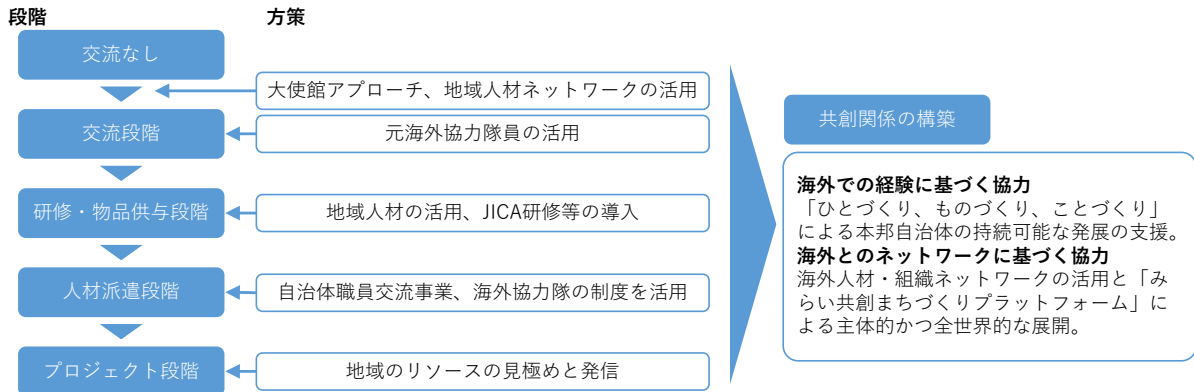 段階
方策
交流なし
大使館アプローチ、地域人材ネットワークの活用
交流段階
元海外協力隊員の活用
研修・物品供与段階
地域人材の活用、JICA研修等の導入
人材派遣段階
自治体職員交流事業、海外協力隊の制度を活用
プロジェクト段階
地域のリソースの見極めと発信
共創関係の構築
海外での経験に基づく協力
「ひとづくり、ものづくり、ことづくり」
による本邦自治体の持続可能な発展の支援。
海外とのネットワークに基づく協力
海外人材・組織ネットワークの活用と「み
らい共創まちづくりプラットフォーム」に
よる主体的かつ全世界的な展開。